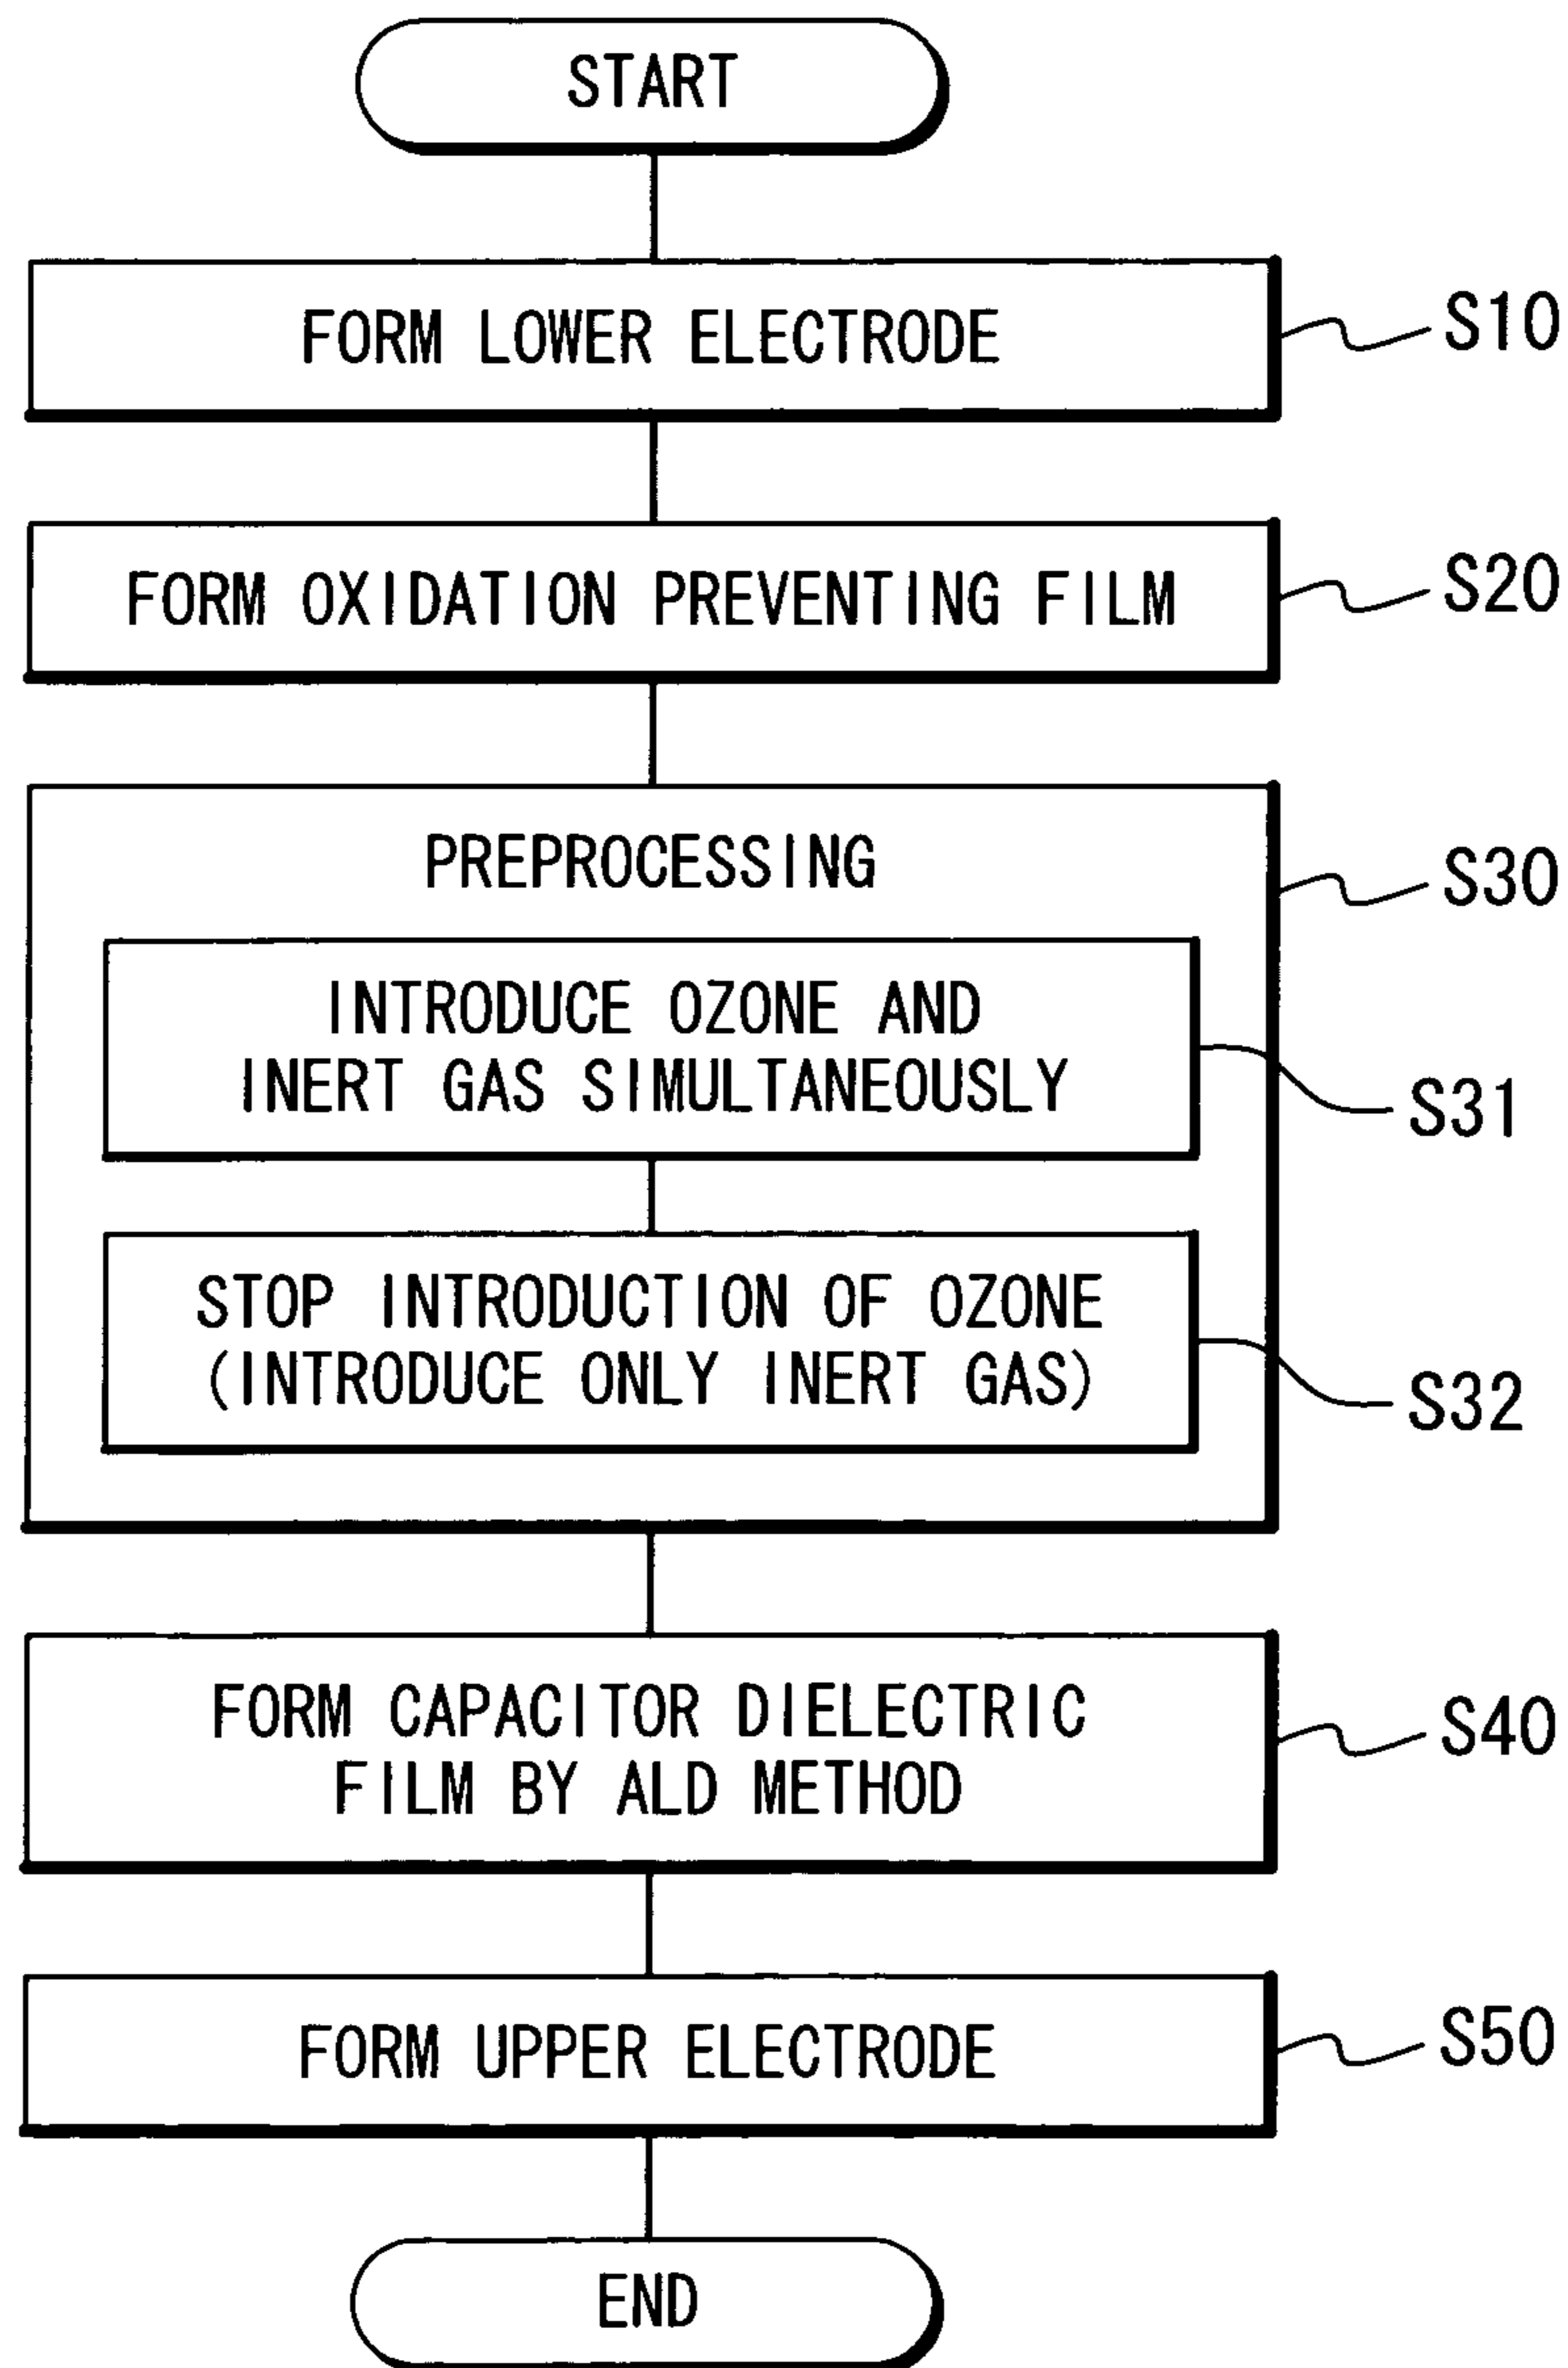 START
FORM LOWER ELECTRODE
S10
FORM OXIDATION PREVENTING FILM
S20
PREPROCESSING
S30
INTRODUCE OZONE AND
INERT GAS SIMULTANEOUSLY
S31
STOP INTRODUCTION OF OZONE
(INTRODUCE ONLY INERT GAS)
S32
FORM CAPACITOR DIELECTRIC
FILM BY ALD METHOD
S40
FORM UPPER ELECTRODE
S50
END